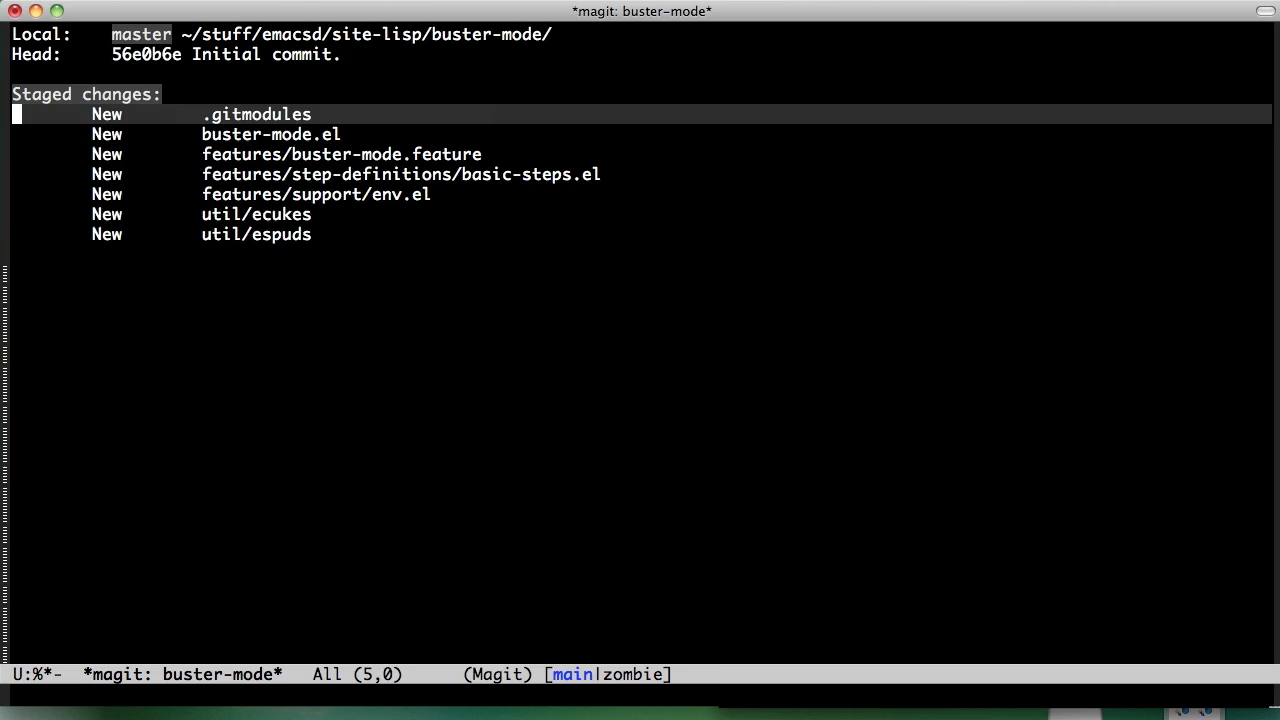 *magit: buster-mode*
Local: master ~/stuff/emacsd/site-lisp/buster-mode/
Head: 56e0b6e Initial commit.
Staged changes:
New .gitmodules
New buster-mode.el
New features/buster-mode.feature
New features/step-definitions/basic-steps.el
New features/support/env.el
New util/ecukes
New util/espuds
U:%*- *magit: buster-mode* All (5,0) (Magit) [main|zombie]